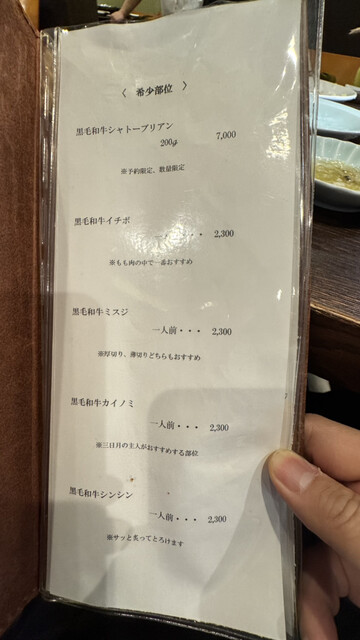 〈 希少部位 〉
黒毛和牛シャトーブリアン
200g 7,000
※予約限定、数量限定
黒毛和牛イチボ
一人前・・・ 2,300
※もも肉の中で一番おすすめ
黒毛和牛ミスジ
一人前・・・ 2,300
※厚切り、薄切りどちらもおすすめ
黒毛和牛カイノミ
一人前・・・ 2,300
※三日月の主人がおすすめする部位
黒毛和牛シンシン
一人前・・・ 2,300
※サッと炙ってとろけます